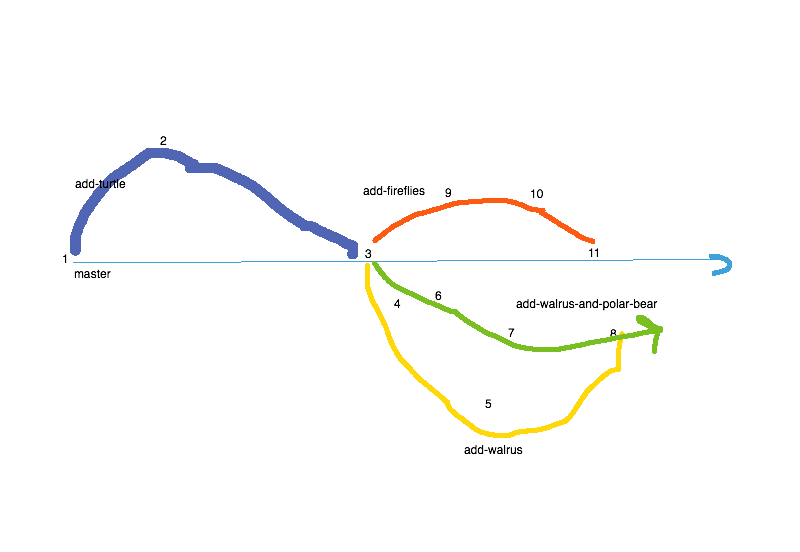 2
add-turtle
add-fireflies
9
10
1
3
11
master
4
6
add-walrus-and-polar-bear
7
8
5
add-walrus